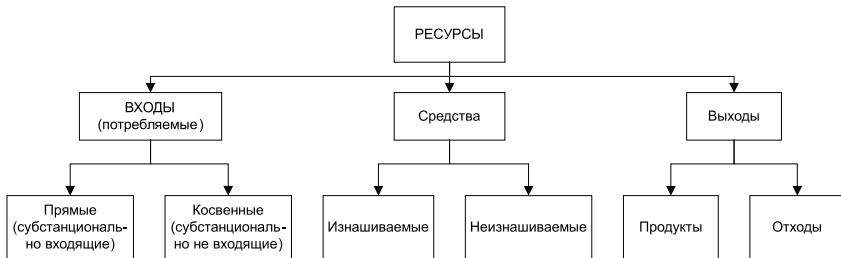 РЕСУРСЫ
ВХОДЫ
(потребляемые)
Средства
Выходы
Прямые
(субстанциональ-
но входящие)
Косвенные
(субстанциональ-
но не входящие)
Изнашиваемые
Неизнашиваемые
Продукты
Отходы